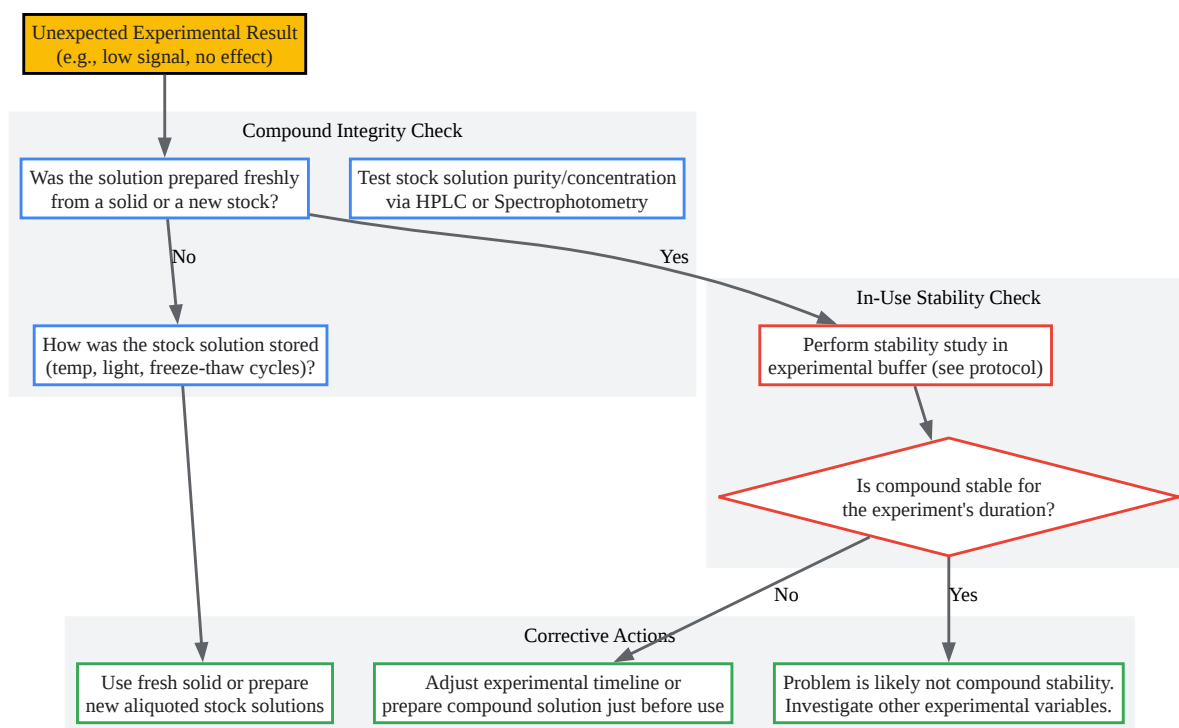 Unexpected Experimental Result
(e.g., low signal, no effect)
Compound Integrity Check
Was the solution prepared freshly
from a solid or a new stock?
Test stock solution purity/concentration
via HPLC or Spectrophotometry
No
Yes
In-Use Stability Check
How was the stock solution stored
(temp, light, freeze-thaw cycles)?
Perform stability study in
experimental buffer (see protocol)
Is compound stable for
the experiment's duration?
No
Yes
Corrective Actions
Use fresh solid or prepare
new aliquoted stock solutions
Adjust experimental timeline or
prepare compound solution just before use
Problem is likely not compound stability.
Investigate other experimental variables.